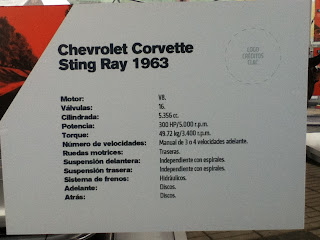 Chevrolet Corvette
Sting Ray 1963
Motor: V8.
Válvulas: 16.
Cilindrada: 5.356 cc.
Potencia: 300 HP/5.000 r.p.m.
Torque: 49.72 kg/3.400 r.p.m.
Número de velocidades: Manual de 3 o 4 velocidades adelante.
Ruedas motrices: Traseras.
Suspensión delantera: Independiente con espirales.
Suspensión trasera: Independiente con espirales.
Sistema de frenos: Hidráulicos.
Adelante: Discos.
Atrás: Discos.